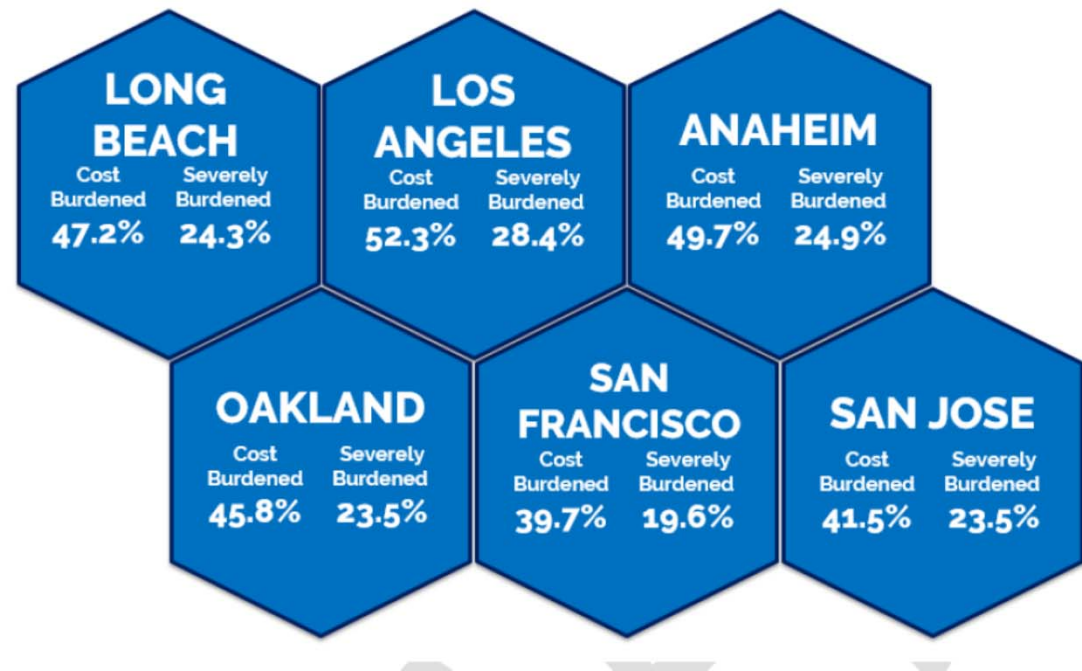 LONG
BEACH
Cost Severely
Burdened Burdened
47.2% 24.3%
LOS
ANGELES
Cost Severely
Burdened Burdened
52.3% 28.4%
ANAHEIM
Cost Severely
Burdened Burdened
49.7% 24.9%
OAKLAND
Cost Severely
Burdened Burdened
45.8% 23.5%
SAN
FRANCISCO
Cost Severely
Burdened Burdened
39.7% 19.6%
SAN JOSE
Cost Severely
Burdened Burdened
41.5% 23.5%